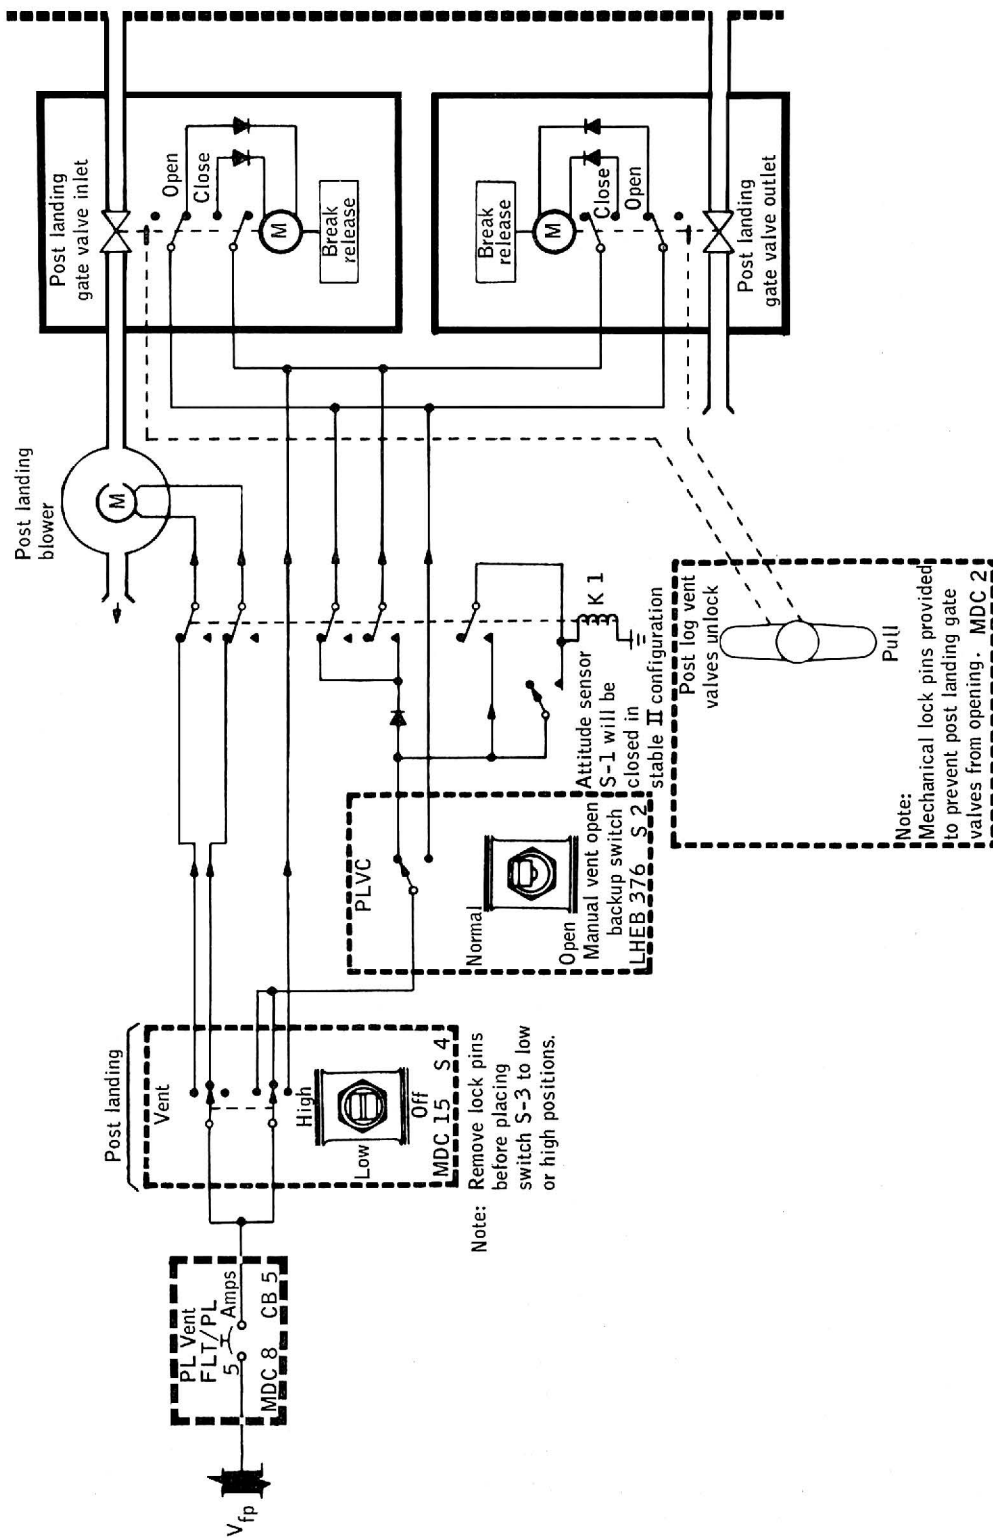 V fp
PL Vent
FLT/PL
5 Amps
MDC 8 CB 5
Post landing
Vent
High
Low
Off
MDC 15 S 4
Note: Remove lock pins
before placing
switch S-3 to low
or high positions.
PLVC
Normal
Open
Manual vent open
backup switch
LHEB 376 S 2
Attitude sensor
S-1 will be
closed in
stable II configuration
K 1
Post landing
blower
M
Post landing
gate valve inlet
Open
Close
M
Break
release
Break
release
M
Close
Open
Post landing
gate valve outlet
Post log vent
valves unlock
Pull
Note:
Mechanical lock pins provided
to prevent post landing gate
valves from opening. MDC 2